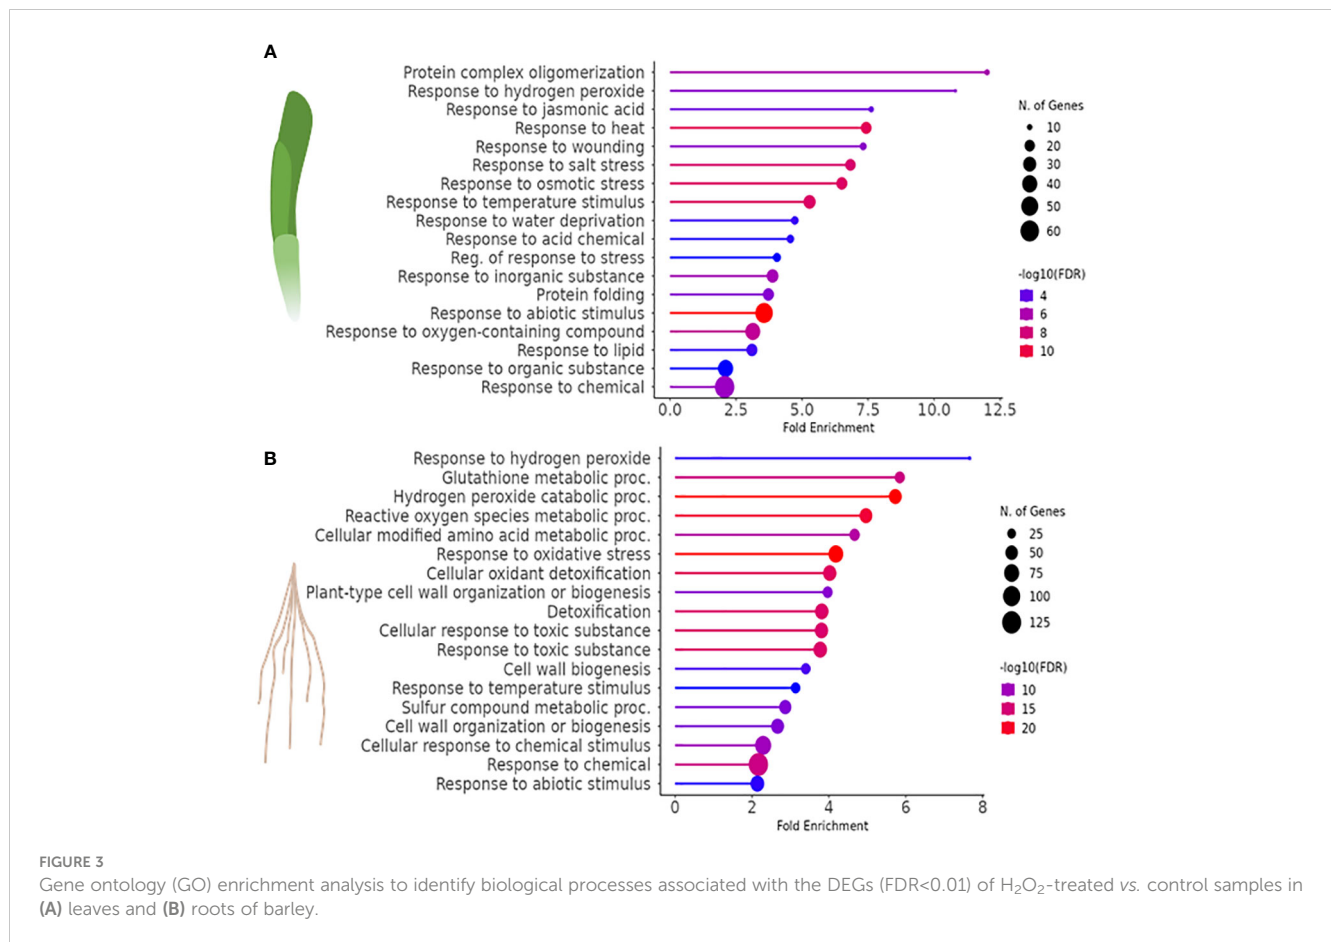 A
Protein complex oligomerization
Response to hydrogen peroxide
Response to jasmonic acid
Response to heat
Response to wounding
Response to salt stress
Response to osmotic stress
Response to temperature stimulus
Response to water deprivation
Response to acid chemical
Reg. of response to stress
Response to inorganic substance
Protein folding
Response to abiotic stimulus
Response to oxygen-containing compound
Response to lipid
Response to organic substance
Response to chemical
0.0 2.5 5.0 7.5 10.0 12.5
Fold Enrichment
N. of Genes
10
20
30
40
50
60
-log10(FDR)
4
6
8
10
B
Response to hydrogen peroxide
Glutathione metabolic proc.
Hydrogen peroxide catabolic proc.
Reactive oxygen species metabolic proc.
Cellular modified amino acid metabolic proc.
Response to oxidative stress
Cellular oxidant detoxification
Plant-type cell wall organization or biogenesis
Detoxification
Cellular response to toxic substance
Response to toxic substance
Cell wall biogenesis
Response to temperature stimulus
Sulfur compound metabolic proc.
Cell wall organization or biogenesis
Cellular response to chemical stimulus
Response to chemical
Response to abiotic stimulus
0 2 4 6 8
Fold Enrichment
N. of Genes
25
50
75
100
125
-log10(FDR)
10
15
20
FIGURE 3
Gene ontology (GO) enrichment analysis to identify biological processes associated with the DEGs (FDR<0.01) of H₂O₂-treated vs. control samples in
(A) leaves and (B) roots of barley.